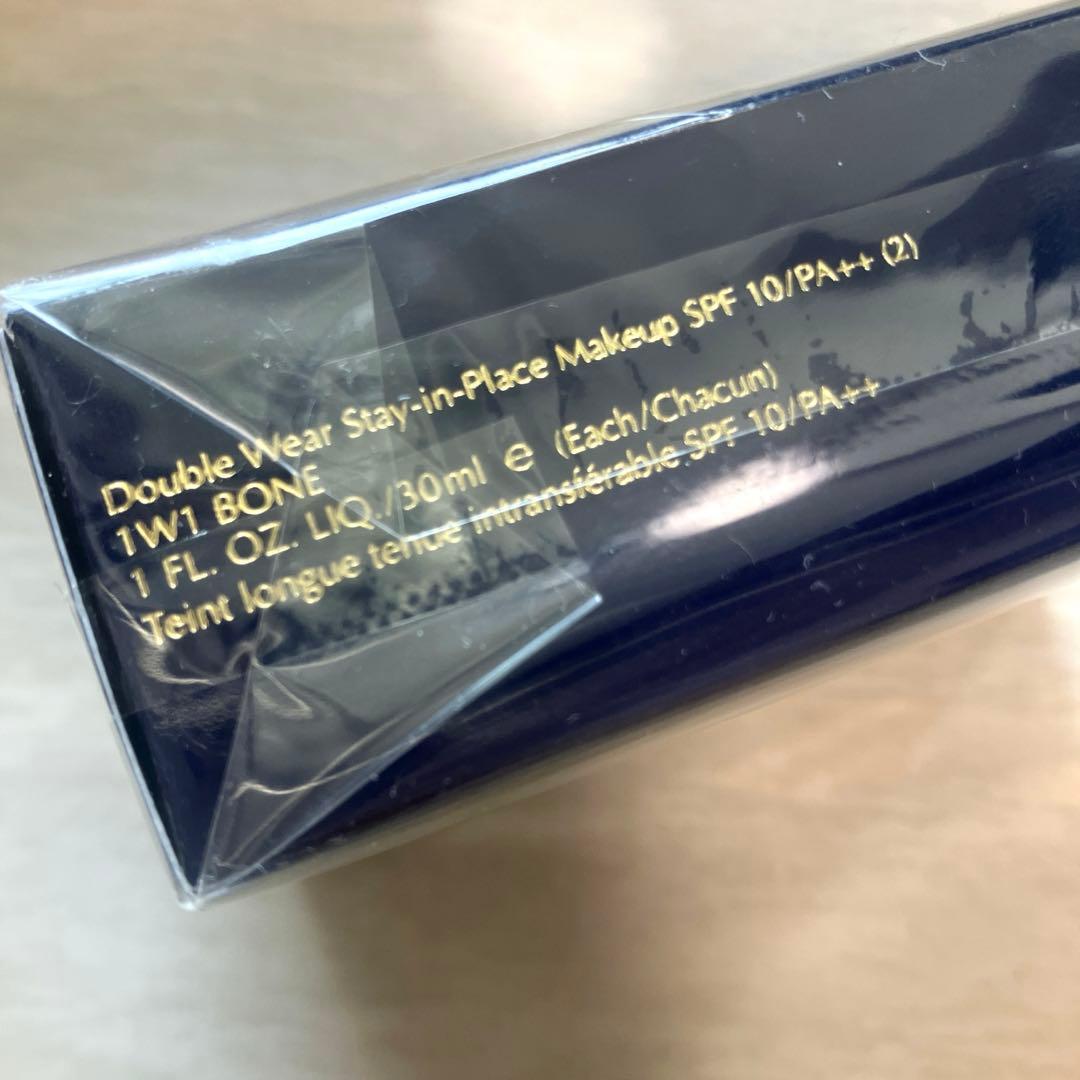 Double Wear Stay-in-Place Makeup SPF 10/PA++ (2)
1W1 BONE
1 FL. OZ. LIQ./30ml ℮ (Each/Chacun)
Teint longue tenue intransférable SPF 10/PA++